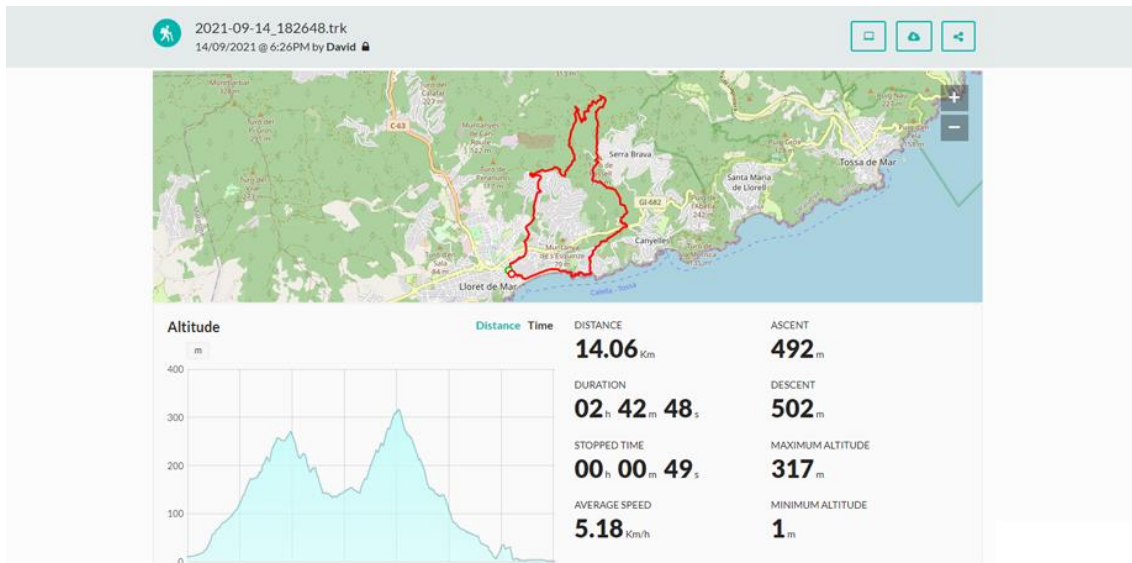 2021-09-14_182648.trk
14/09/2021 @ 6:26PM by David
C-63
Serra Brava
Tossa de Mar
Santa Maria
de Llorell
GI-682
Canyelles
Lloret de Mar
Calella - Tossa
+
−
Altitude
Distance Time
m
400
300
200
100
0
DISTANCE
14.06 Km
ASCENT
492 m
DURATION
02 h 42 m 48 s
DESCENT
502 m
STOPPED TIME
00 h 00 m 49 s
MAXIMUM ALTITUDE
317 m
AVERAGE SPEED
5.18 Km/h
MINIMUM ALTITUDE
1 m